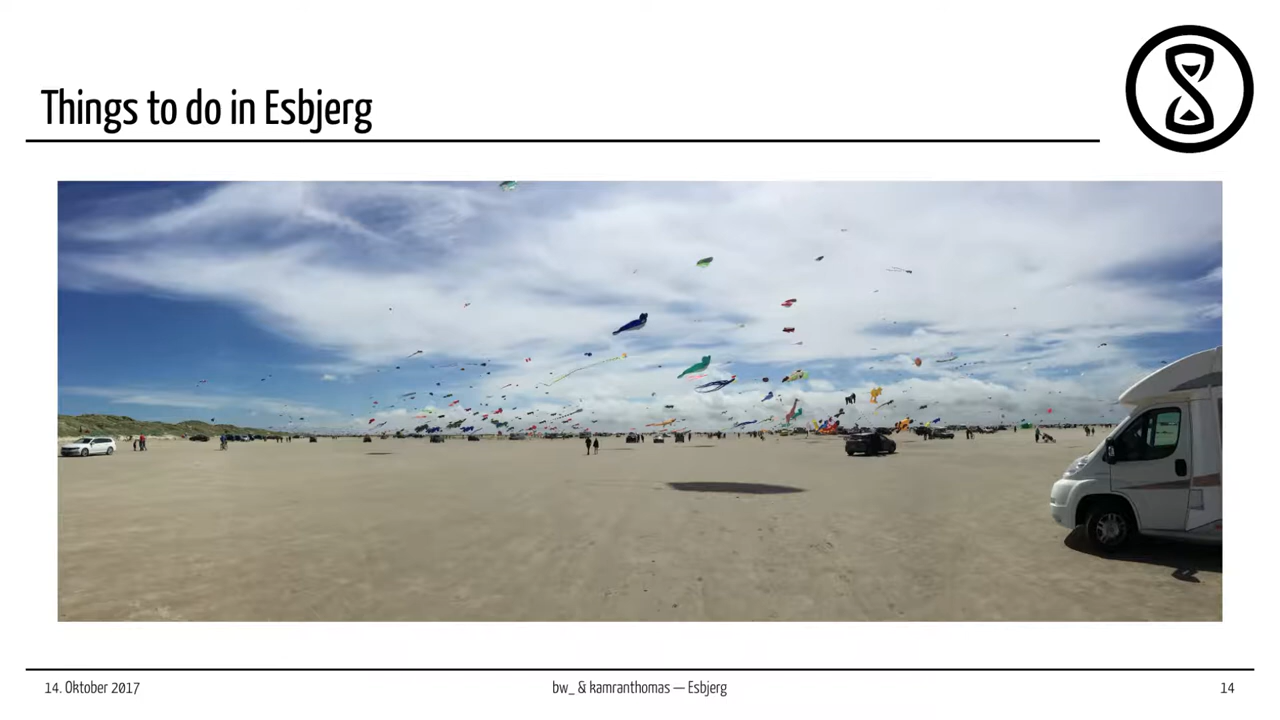 Things to do in Esbjerg
14. Oktober 2017
bw_ & kamranthomas — Esbjerg
14